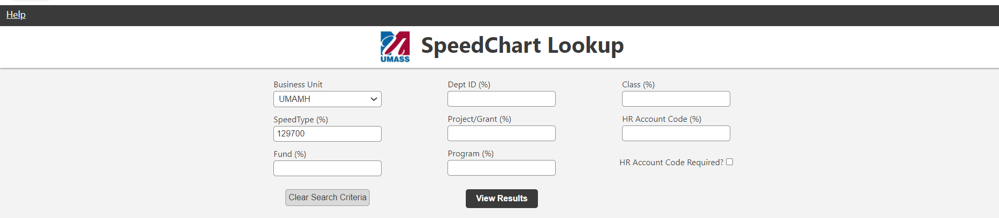 Help
UMASS
SpeedChart Lookup
Business Unit
UMAMH
Dept ID (%)
Class (%)
SpeedType (%)
129700
Project/Grant (%)
HR Account Code (%)
Fund (%)
Program (%)
HR Account Code Required?
Clear Search Criteria
View Results